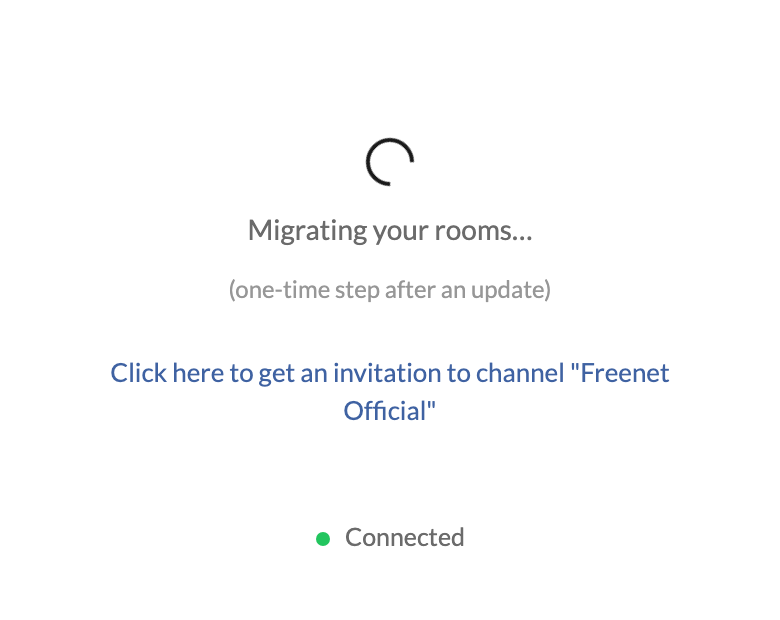 Migrating your rooms...
(one-time step after an update)
Click here to get an invitation to channel "Freenet
Official"
Connected